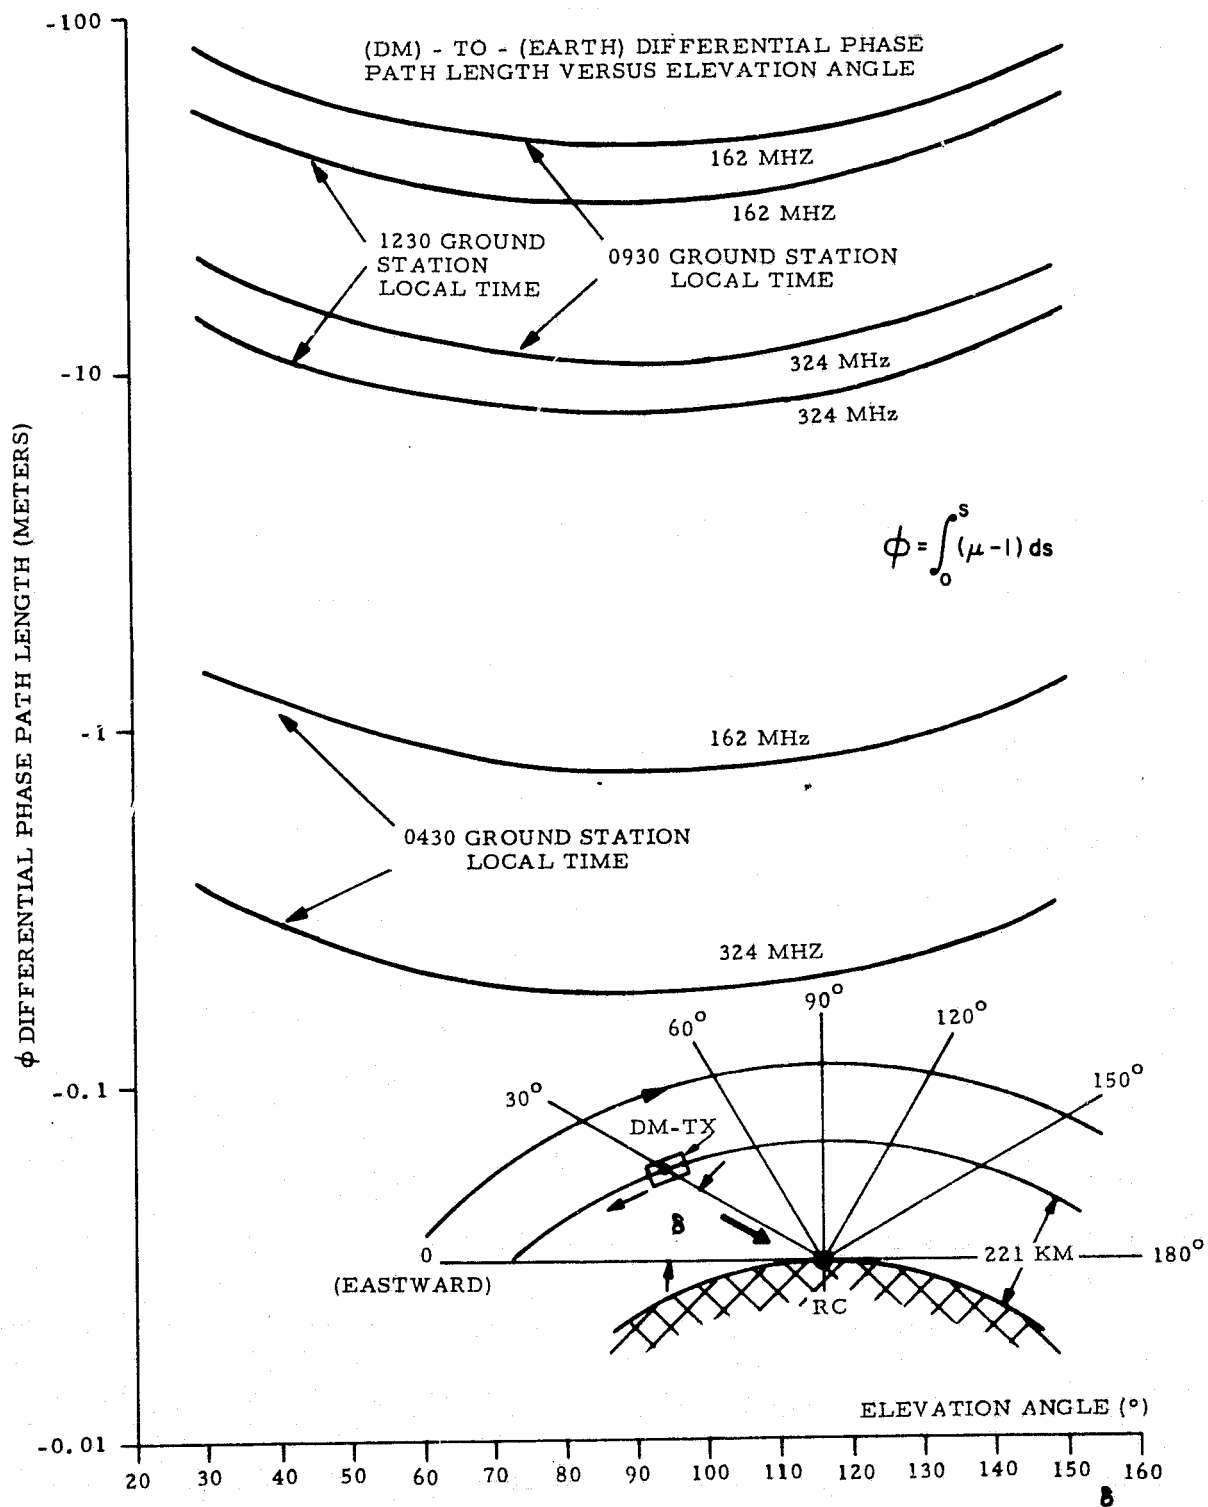 -100
(DM) - TO - (EARTH) DIFFERENTIAL PHASE
PATH LENGTH VERSUS ELEVATION ANGLE
162 MHZ
162 MHZ
1230 GROUND
STATION
LOCAL TIME
0930 GROUND STATION
LOCAL TIME
324 MHz
-10
324 MHz
ϕ DIFFERENTIAL PHASE PATH LENGTH (METERS)
ϕ = ∫₀ˢ (μ - 1) ds
-1
162 MHz
0430 GROUND STATION
LOCAL TIME
324 MHZ
90°
60°
120°
-0.1
30°
150°
DM-TX
δ
0
221 KM
180°
(EASTWARD)
RC
ELEVATION ANGLE (°)
-0.01
20 30 40 50 60 70 80 90 100 110 120 130 140 150 160
δ